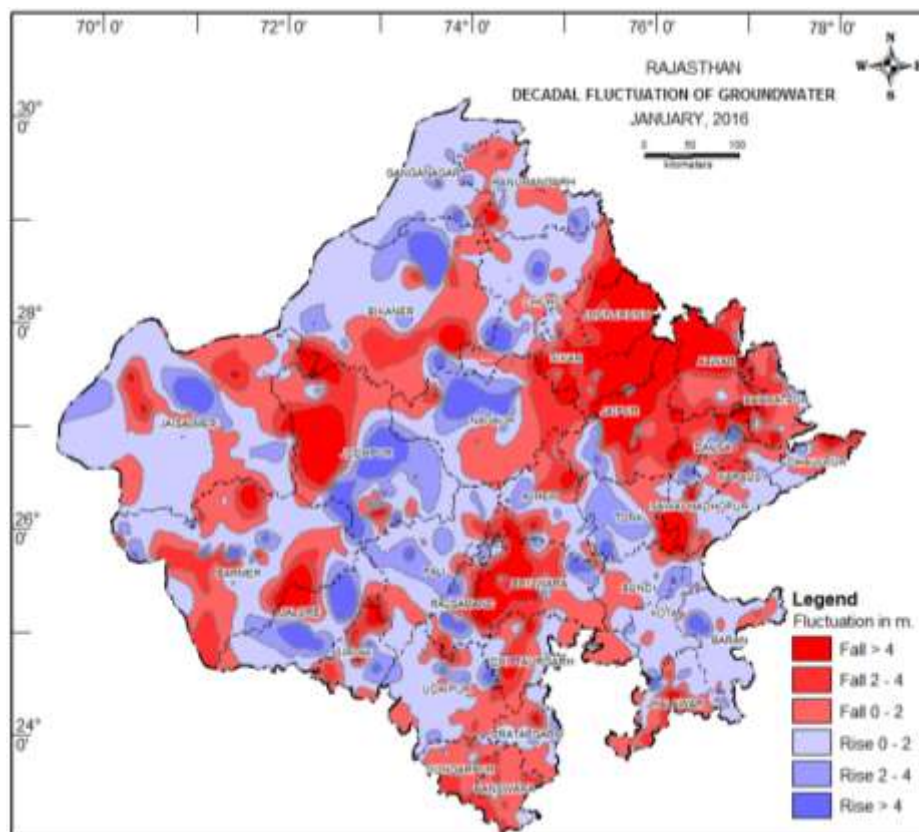 70° 0' 72° 0' 74° 0' 76° 0' 78° 0'
N
W E
S
RAJASTHAN
DECADAL FLUCTUATION OF GROUNDWATER
JANUARY, 2016
0 50 100
kilometers
30°
0'
GANGANAGAR
HANUMANGARH
28°
0'
CHURU
BIKANER
JHUNJHUNU
SIKAR
ALWAR
BHARATPUR
JAISALMER
NAGAUR
JAIPUR
JODHPUR
DAUSA
DHAULPUR
KARAULI
AJMER
26°
0'
TONK
SAWAI MADHOPUR
BARMER
PALI
BHILWARA
BUNDI
JALORE
RAJSAMAND
KOTA
BARAN
SIROHI
CHITTAURGARH
UDAIPUR
JHALAWAR
24°
0'
PRATAPGARH
DUNGARPUR
BANSWARA
Legend
Fluctuation in m.
Fall > 4
Fall 2 - 4
Fall 0 - 2
Rise 0 - 2
Rise 2 - 4
Rise > 4